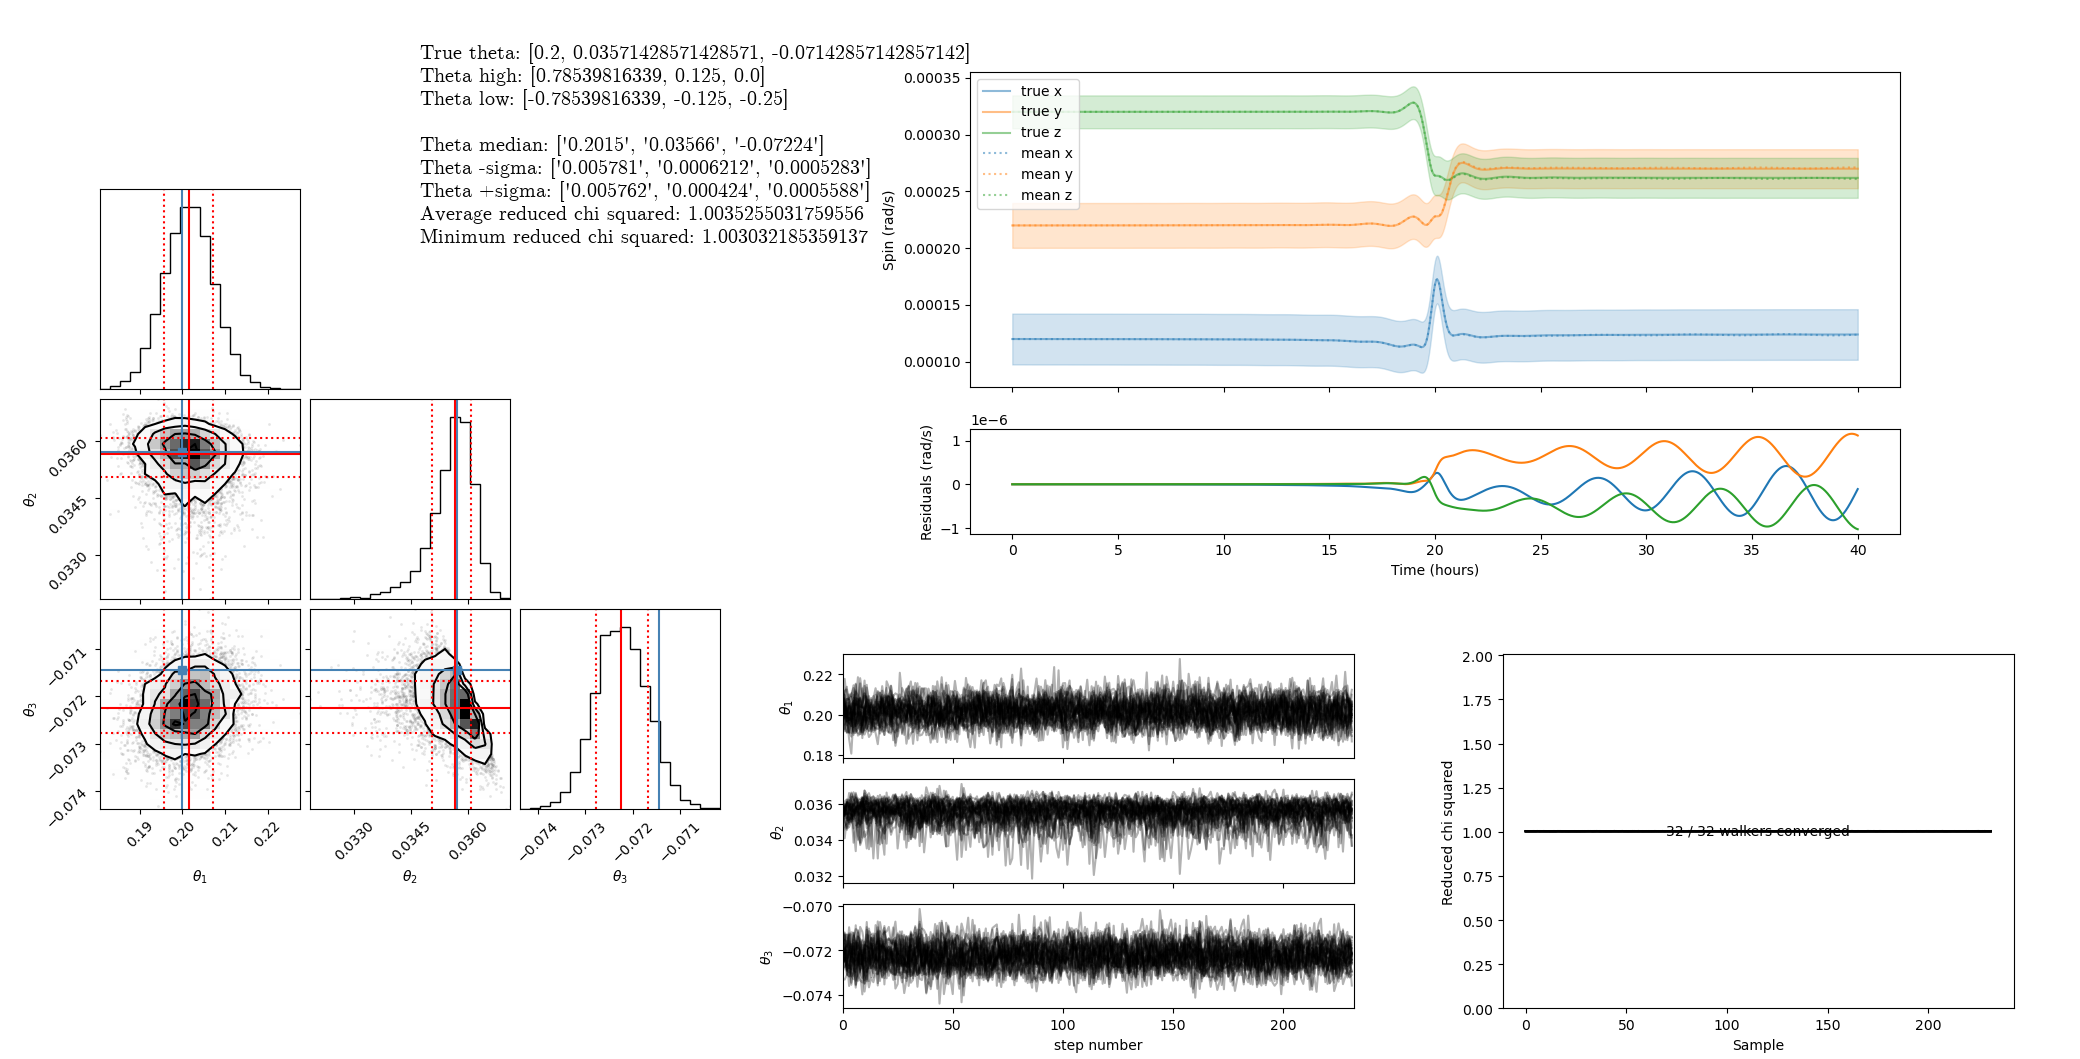 True theta: [0.2, 0.03571428571428571, -0.07142857142857142]
Theta high: [0.78539816339, 0.125, 0.0]
Theta low: [-0.78539816339, -0.125, -0.25]
Theta median: ['0.2015', '0.03566', '-0.07224']
Theta -sigma: ['0.005781', '0.0006212', '0.0005283']
Theta +sigma: ['0.005762', '0.000424', '0.0005588']
Average reduced chi squared: 1.0035255031759556
Minimum reduced chi squared: 1.003032185359137
θ2
0.0360
0.0345
0.0330
θ3
−0.071
−0.072
−0.073
−0.074
0.19 0.20 0.21 0.22
θ1
0.0330 0.0345 0.0360
θ2
−0.074 −0.073 −0.072 −0.071
θ3
Spin (rad/s)
0.00035
0.00030
0.00025
0.00020
0.00015
0.00010
true x
true y
true z
mean x
mean y
mean z
1e−6
Residuals (rad/s)
1
0
−1
0 5 10 15 20 25 30 35 40
Time (hours)
θ1
0.22
0.20
0.18
θ2
0.036
0.034
0.032
θ3
−0.070
−0.072
−0.074
0 50 100 150 200
step number
Reduced chi squared
2.00
1.75
1.50
1.25
1.00
0.75
0.50
0.25
0.00
32 / 32 walkers converged
0 50 100 150 200
Sample